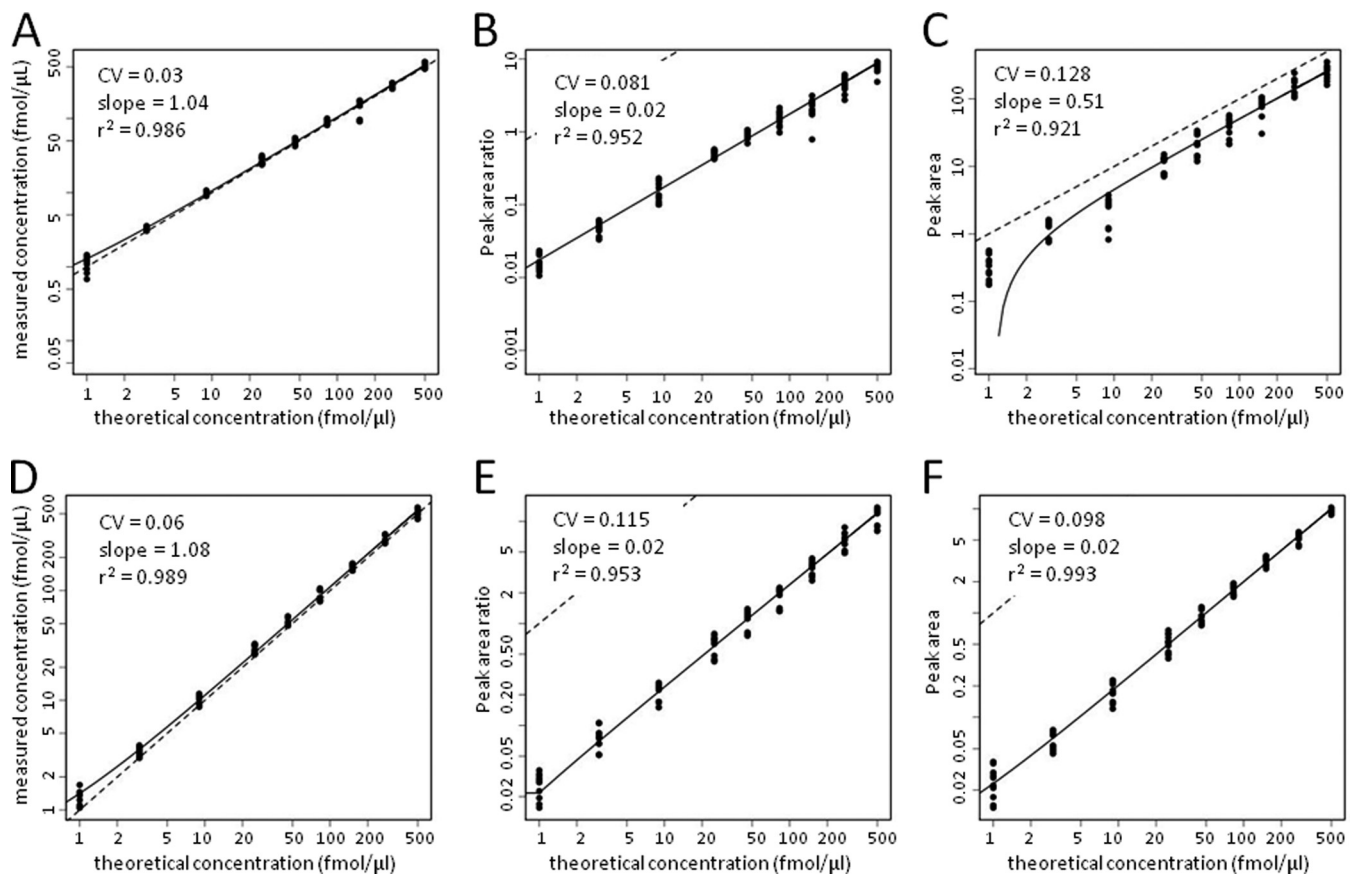 A
measured concentration (fmol/µL)
500
50
5
0.5
0.05
CV = 0.03
slope = 1.04
r² = 0.986
1 2 5 10 20 50 100 200 500
theoretical concentration (fmol/µl)
B
Peak area ratio
10
1
0.1
0.01
0.001
CV = 0.081
slope = 0.02
r² = 0.952
1 2 5 10 20 50 100 200 500
theoretical concentration (fmol/µl)
C
Peak area
100
10
1
0.1
0.01
CV = 0.128
slope = 0.51
r² = 0.921
1 2 5 10 20 50 100 200 500
theoretical concentration (fmol/µl)
D
measured concentration (fmol/µL)
500
200
100
50
20
10
5
2
1
CV = 0.06
slope = 1.08
r² = 0.989
1 2 5 10 20 50 100 200 500
theoretical concentration (fmol/µl)
E
Peak area ratio
5
2
0.50
0.20
0.05
0.02
CV = 0.115
slope = 0.02
r² = 0.953
1 2 5 10 20 50 100 200 500
theoretical concentration (fmol/µl)
F
Peak area
5
2
0.5
0.2
0.05
0.02
CV = 0.098
slope = 0.02
r² = 0.993
1 2 5 10 20 50 100 200 500
theoretical concentration (fmol/µl)